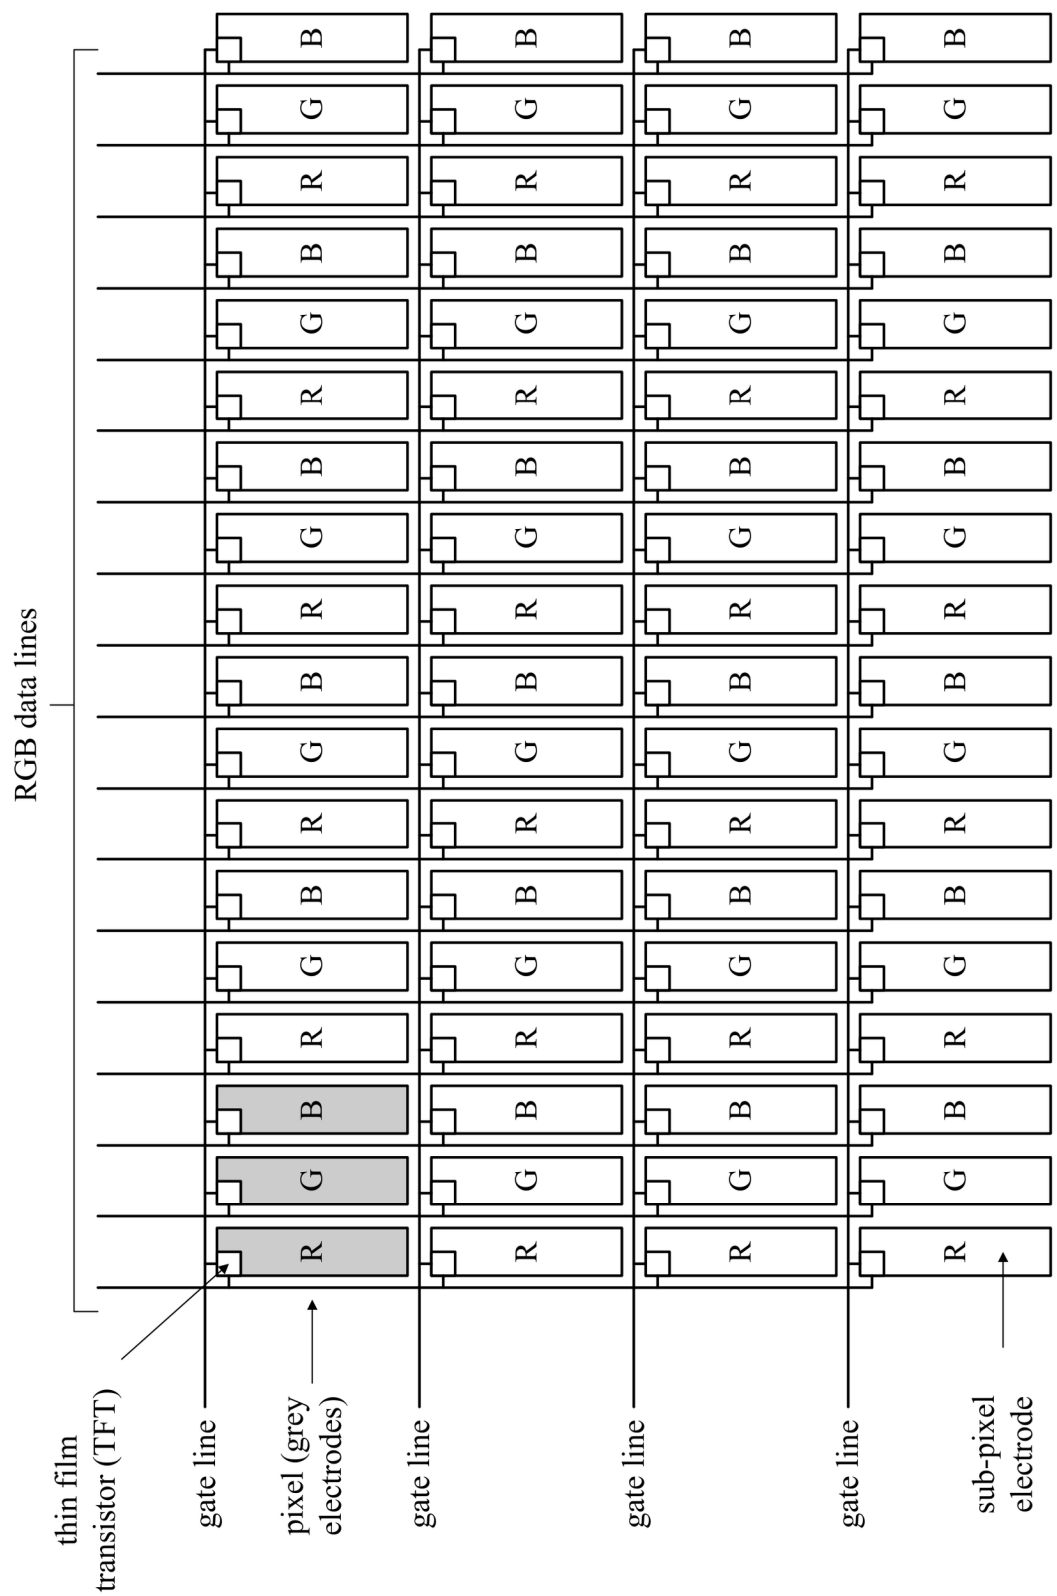 RGB data lines
thin film
transistor (TFT)
gate line
pixel (grey
electrodes)
R G B R G B R G B R G B R G B R G B
gate line
R G B R G B R G B R G B R G B R G B
gate line
R G B R G B R G B R G B R G B R G B
gate line
R G B R G B R G B R G B R G B R G B
sub-pixel
electrode